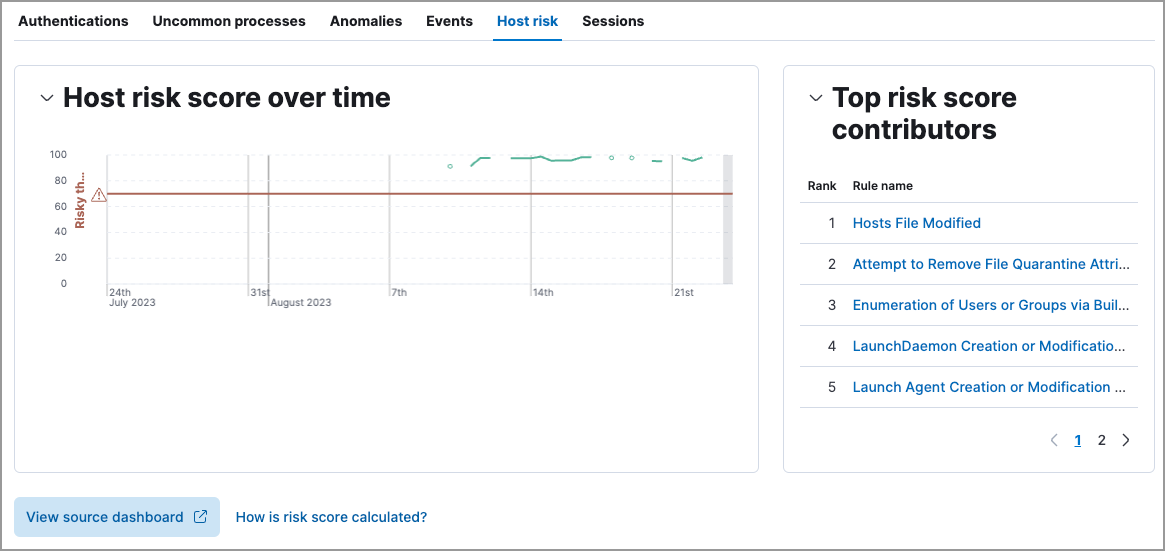 Authentications Uncommon processes Anomalies Events Host risk Sessions
Host risk score over time
100
80
60
40
20
0
Risky th...
24th
July 2023
31st
August 2023
7th
14th
21st
Top risk score
contributors
Rank Rule name
1 Hosts File Modified
2 Attempt to Remove File Quarantine Attri...
3 Enumeration of Users or Groups via Buil...
4 LaunchDaemon Creation or Modificatio...
5 Launch Agent Creation or Modification ...
1 2
View source dashboard How is risk score calculated?